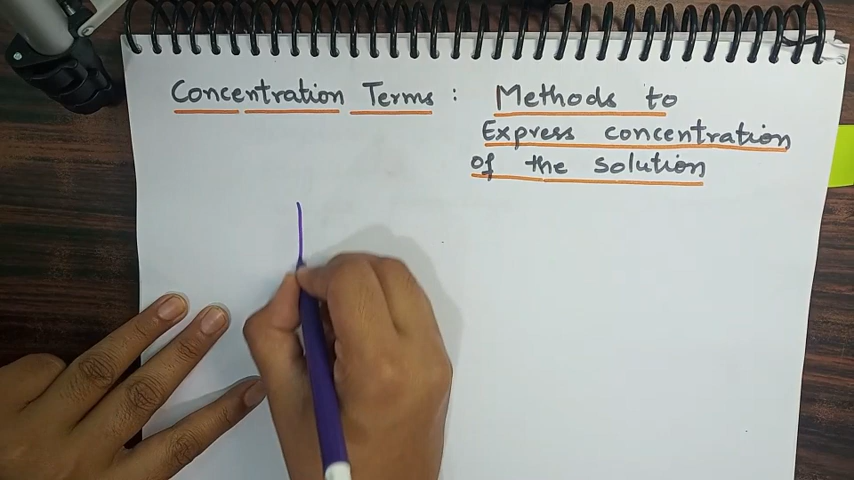 Concentration Terms : Methods to
Express concentration
of the solution